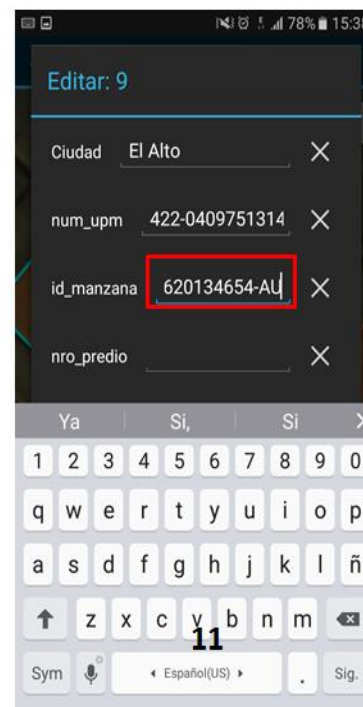 78% 15:38
Editar: 9
Ciudad El Alto
num_upm 422-0409751314
id_manzana 620134654-AU
nro_predio
Ya Si, Si
1 2 3 4 5 6 7 8 9 0
q w e r t y u i o p
a s d f g h j k l ñ
z x c v b n m
11
Sym Español(US) . Sig.